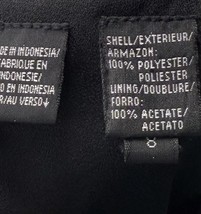 DE IN INDONESIA/
FABRIQUE EN
INDONESIE/
O EN INDONESIA
R/AU VERSO↓
SHELL/EXTERIEUR/
ARMAZON:
100% POLYESTER/
POLIESTER
LINING/DOUBLURE/
FORRO:
100% ACETATE/
ACETATO
0